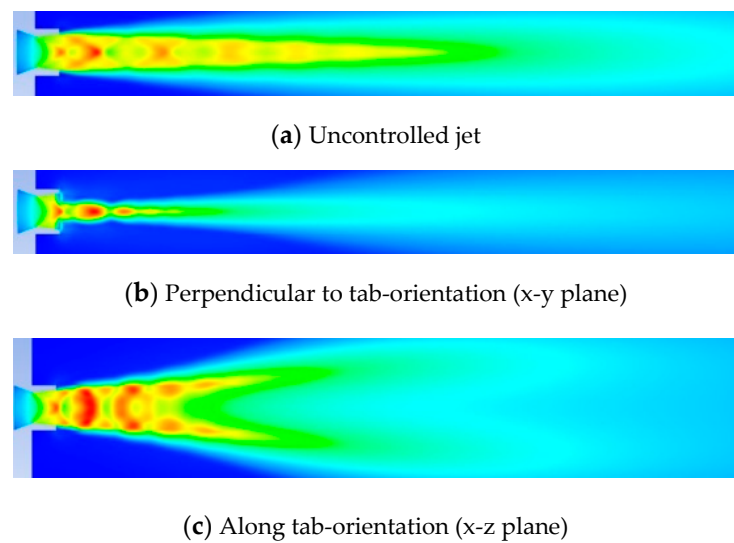 (a) Uncontrolled jet
(b) Perpendicular to tab-orientation (x-y plane)
(c) Along tab-orientation (x-z plane)